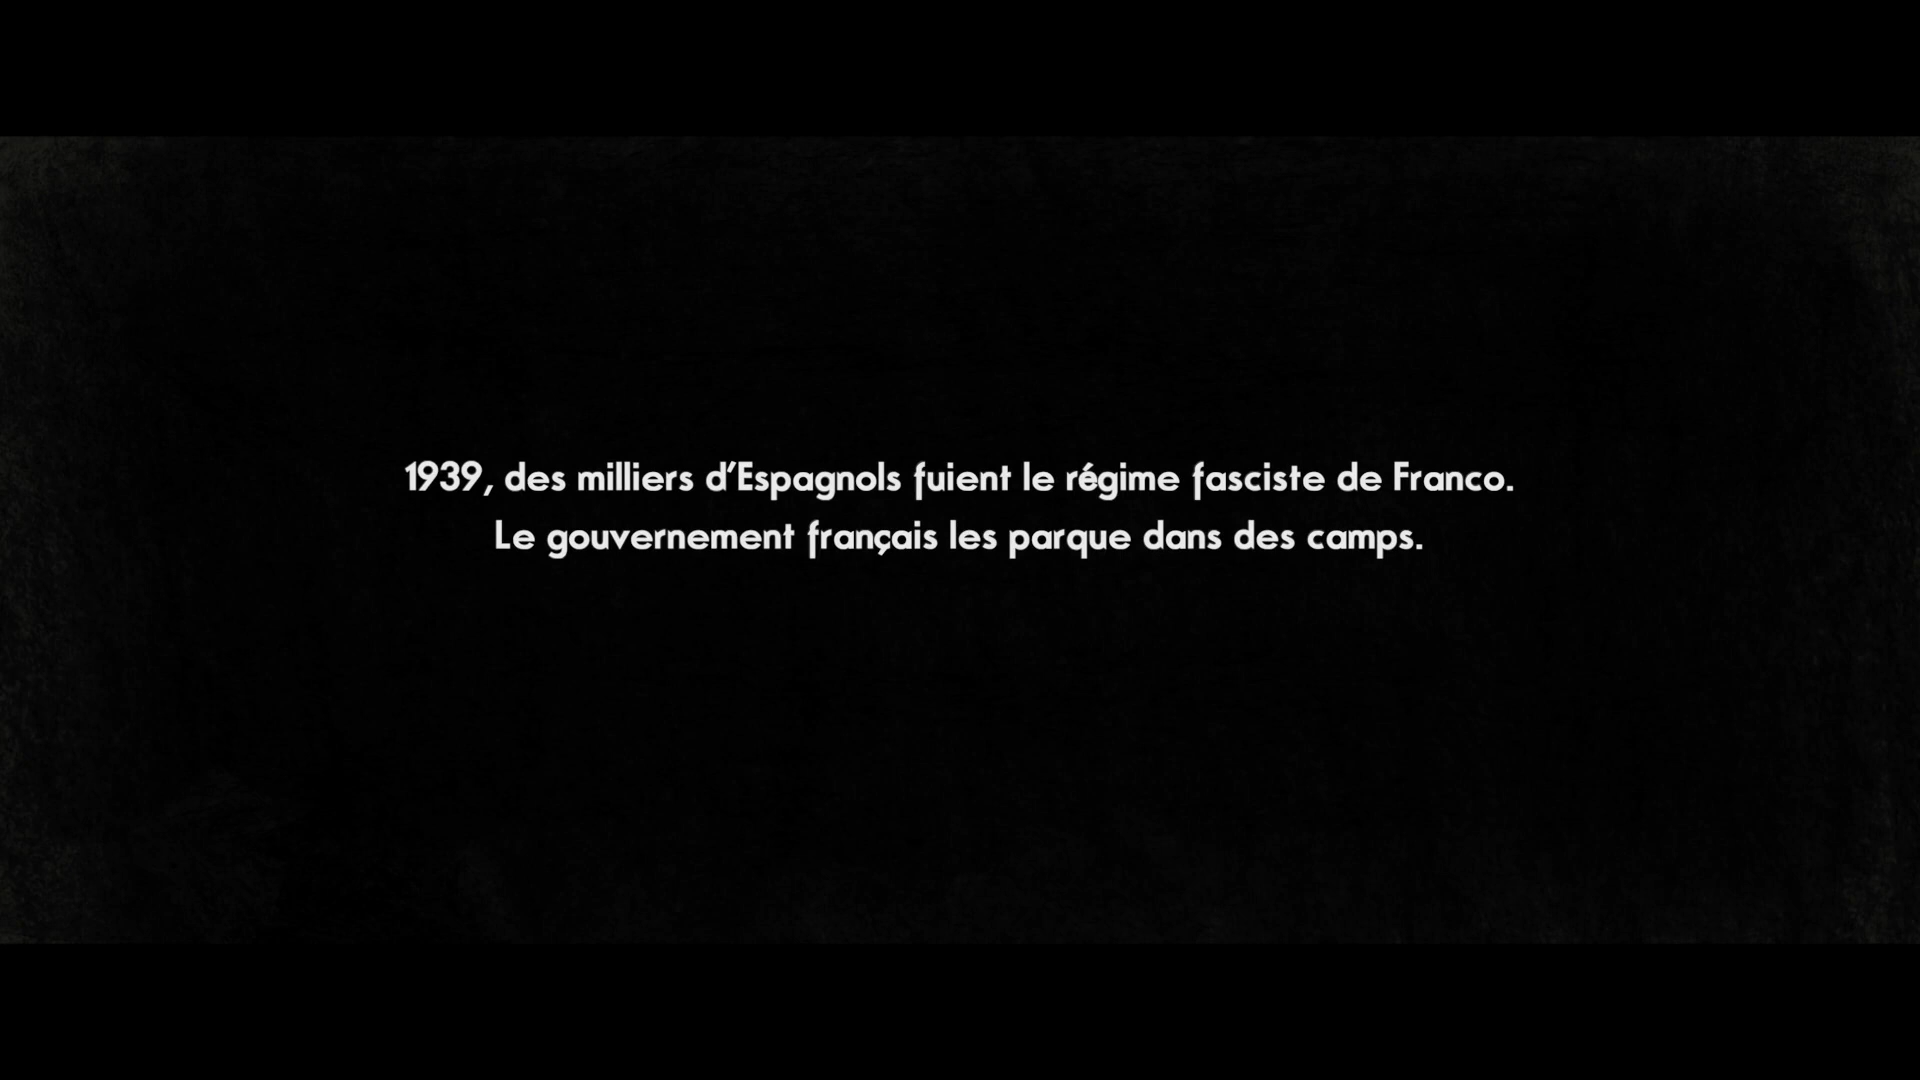 1939, des milliers d'Espagnols fuient le régime fasciste de Franco.
Le gouvernement français les parque dans des camps.